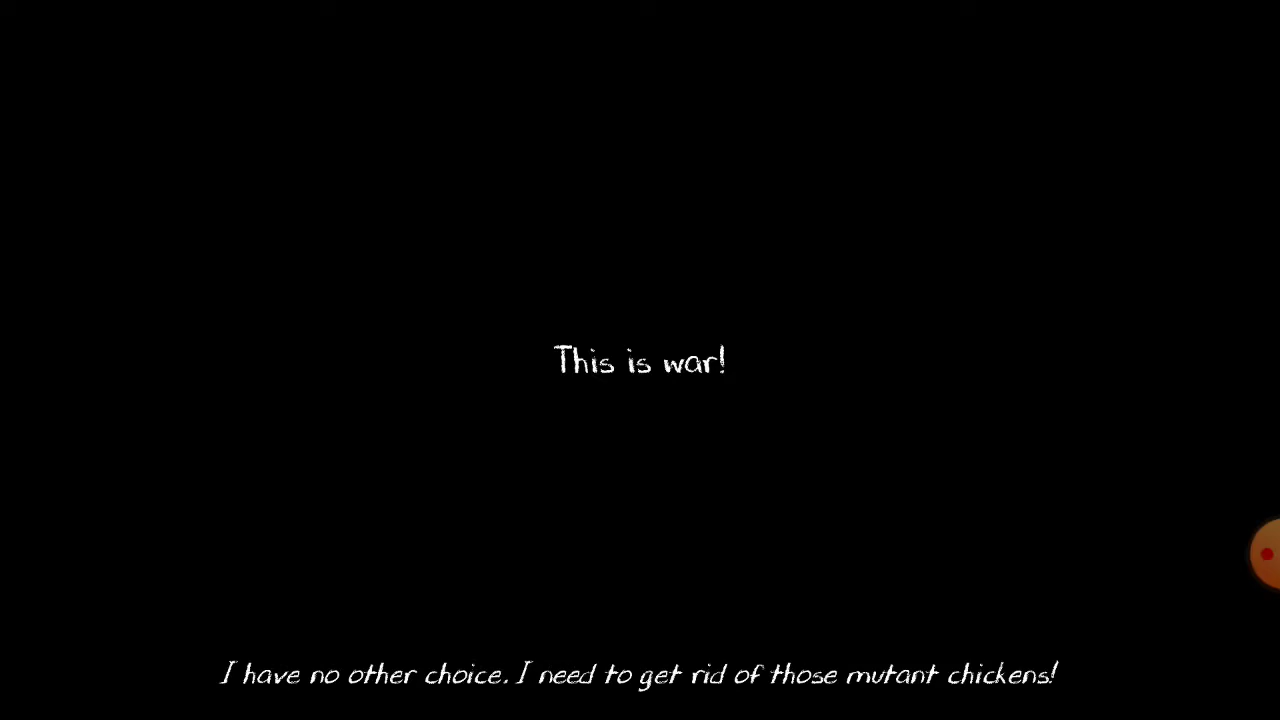 This is war!
I have no other choice. I need to get rid of those mutant chickens!